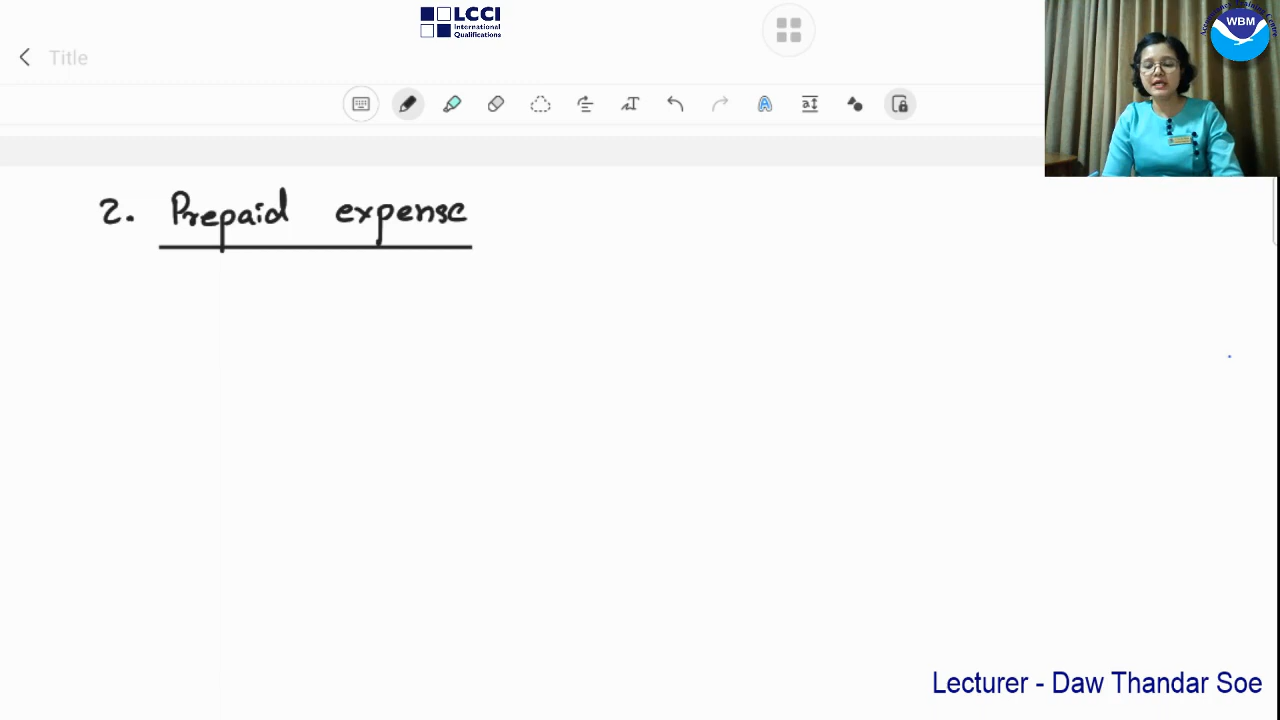 LCCI
International
Qualifications
WBM
Title
2. Prepaid expense
Lecturer - Daw Thandar Soe